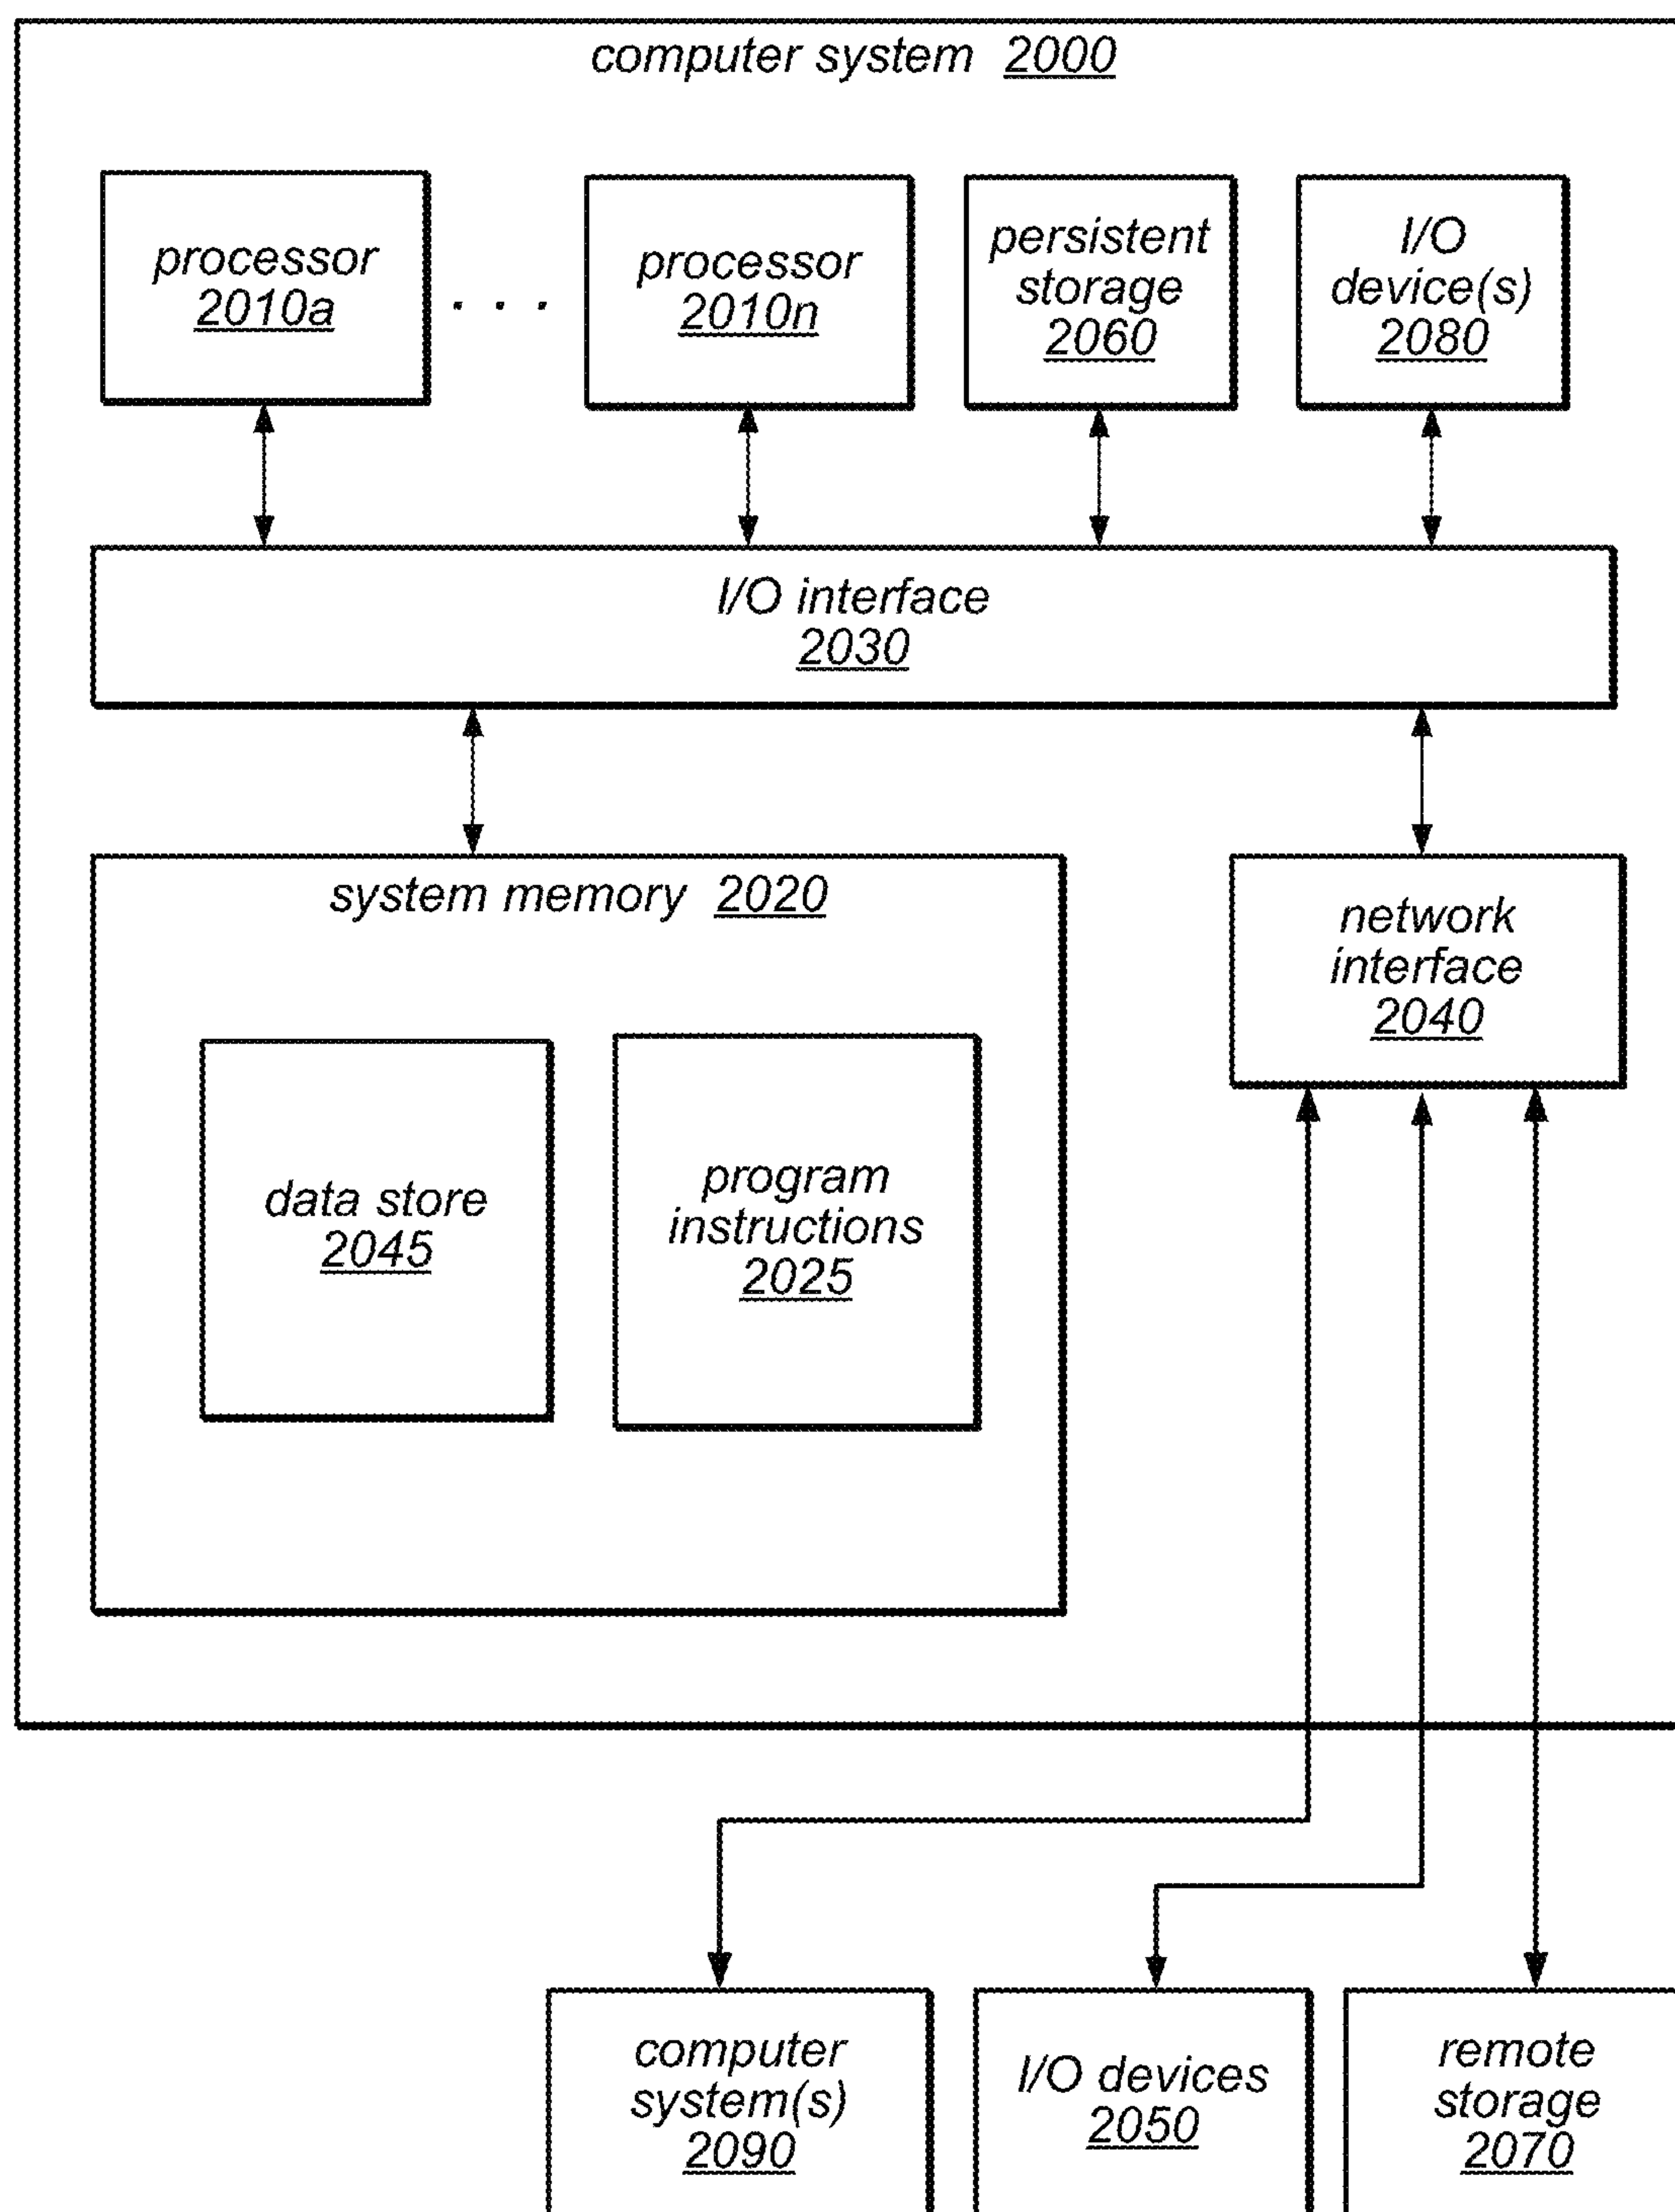 computer system 2000
processor
2010a
. . .
processor
2010n
persistent
storage
2060
I/O
device(s)
2080
I/O interface
2030
system memory 2020
network
interface
2040
data store
2045
program
instructions
2025
computer
system(s)
2090
I/O devices
2050
remote
storage
2070